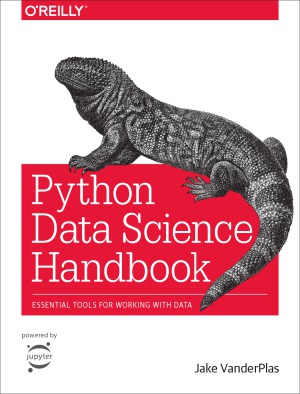 O'REILLY®
Python
Data Science
Handbook
ESSENTIAL TOOLS FOR WORKING WITH DATA
powered by
jupyter
Jake VanderPlas